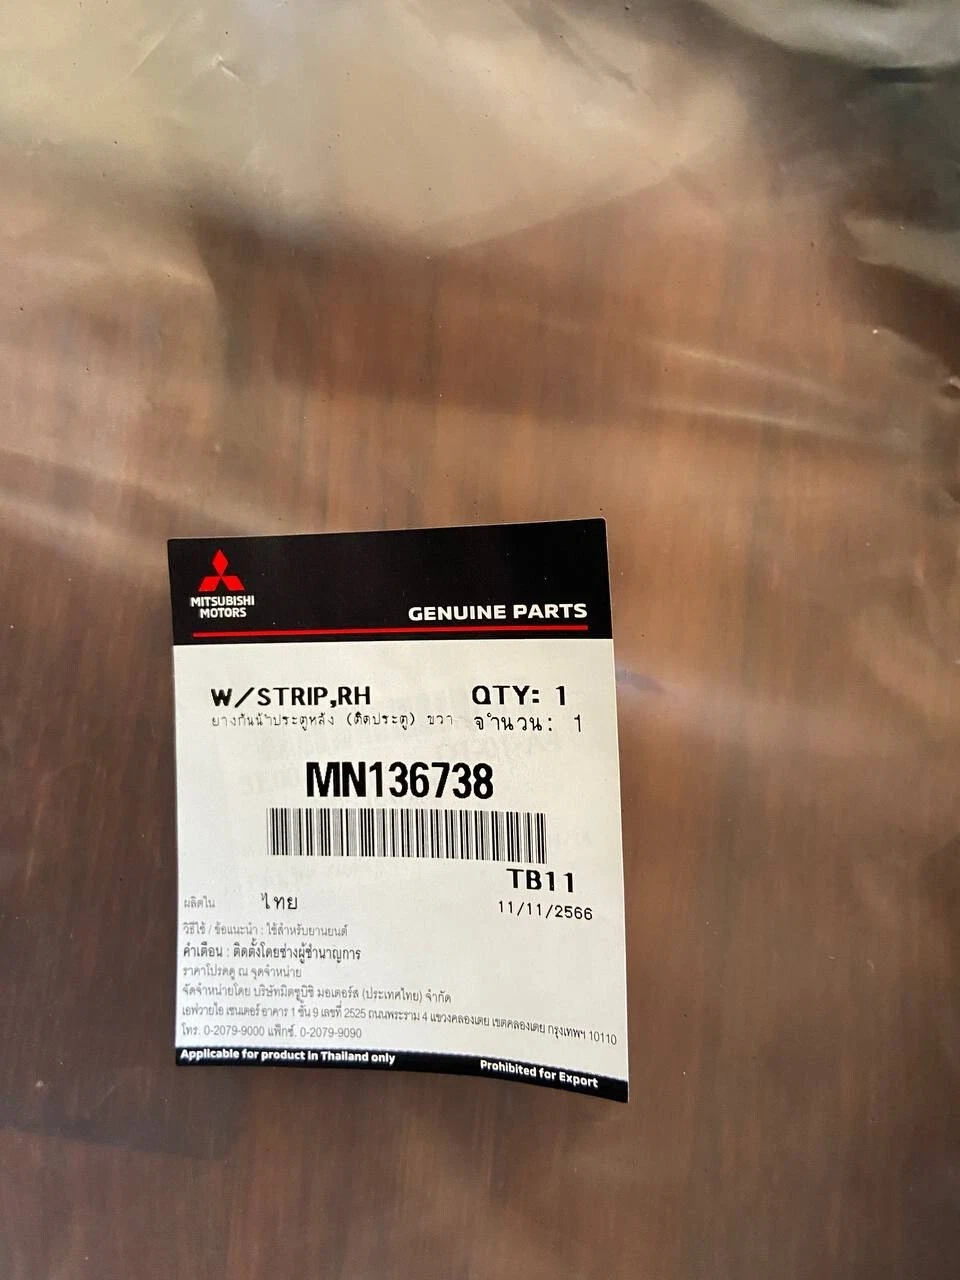 MITSUBISHI
MOTORS
GENUINE PARTS
W/STRIP,RH QTY: 1
ยางกันน้ำประตูหลัง (ติดประตู) ขวา จำนวน: 1
MN136738
TB11
ผลิตใน ไทย 11/11/2566
วิธีใช้ / ข้อแนะนำ : ใช้สำหรับยานยนต์
คำเตือน : ติดตั้งโดยช่างผู้ชำนาญการ
ราคาโปรดดู ณ จุดจำหน่าย
จัดจำหน่ายโดย บริษัทมิตซูบิชิ มอเตอร์ส (ประเทศไทย) จำกัด
เอฟวายไอ เซนเตอร์ อาคาร 1 ชั้น 9 เลขที่ 2525 ถนนพระราม 4 แขวงคลองเตย เขตคลองเตย กรุงเทพฯ 10110
โทร. 0-2079-9000 แฟ็กซ์. 0-2079-9090
Applicable for product in Thailand only Prohibited for Export